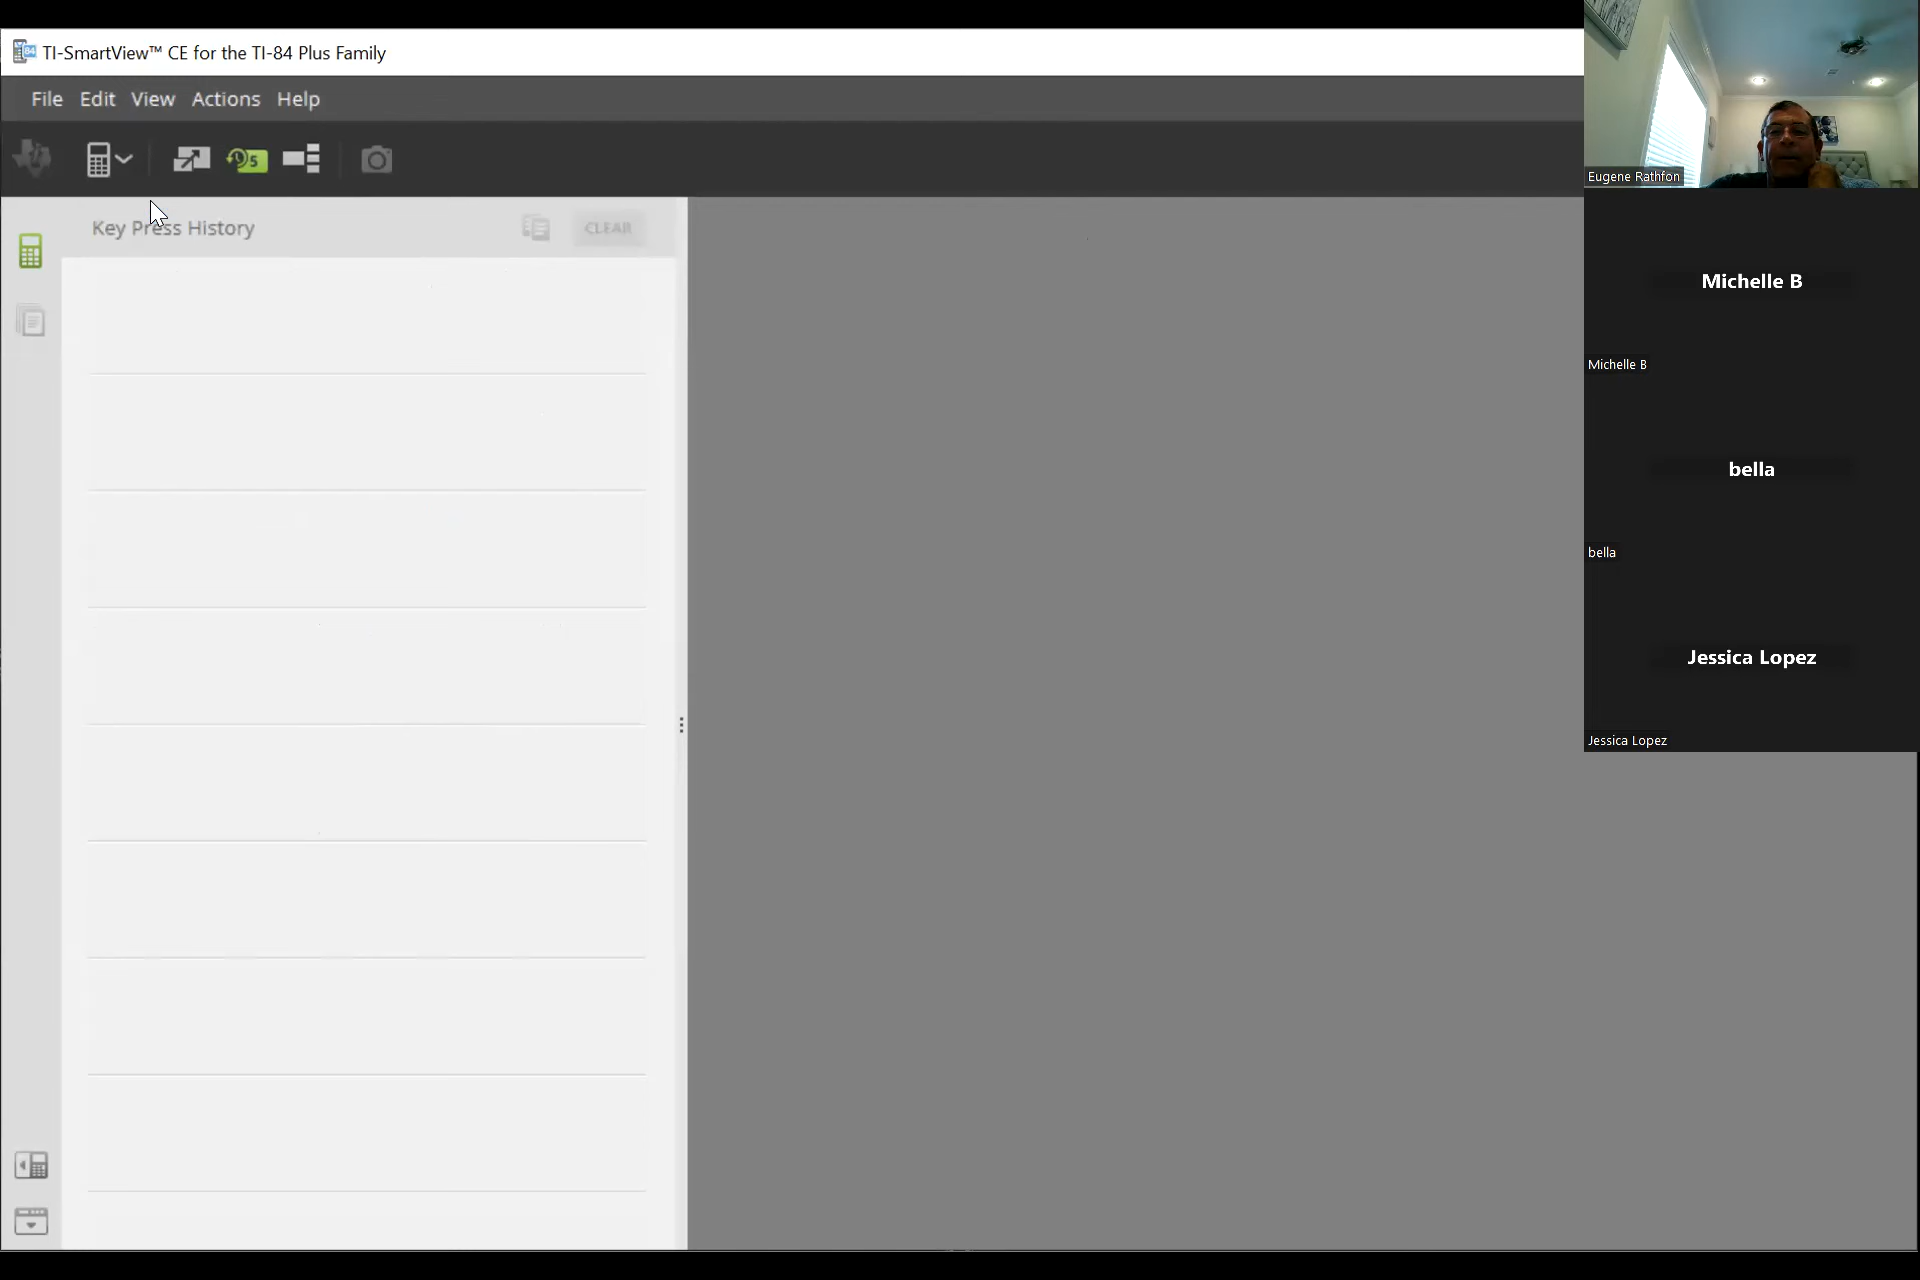 TI-SmartView™ CE for the TI-84 Plus Family
File Edit View Actions Help
5
Key Press History
CLEAR
Eugene Rathfon
Michelle B
Michelle B
bella
bella
Jessica Lopez
Jessica Lopez